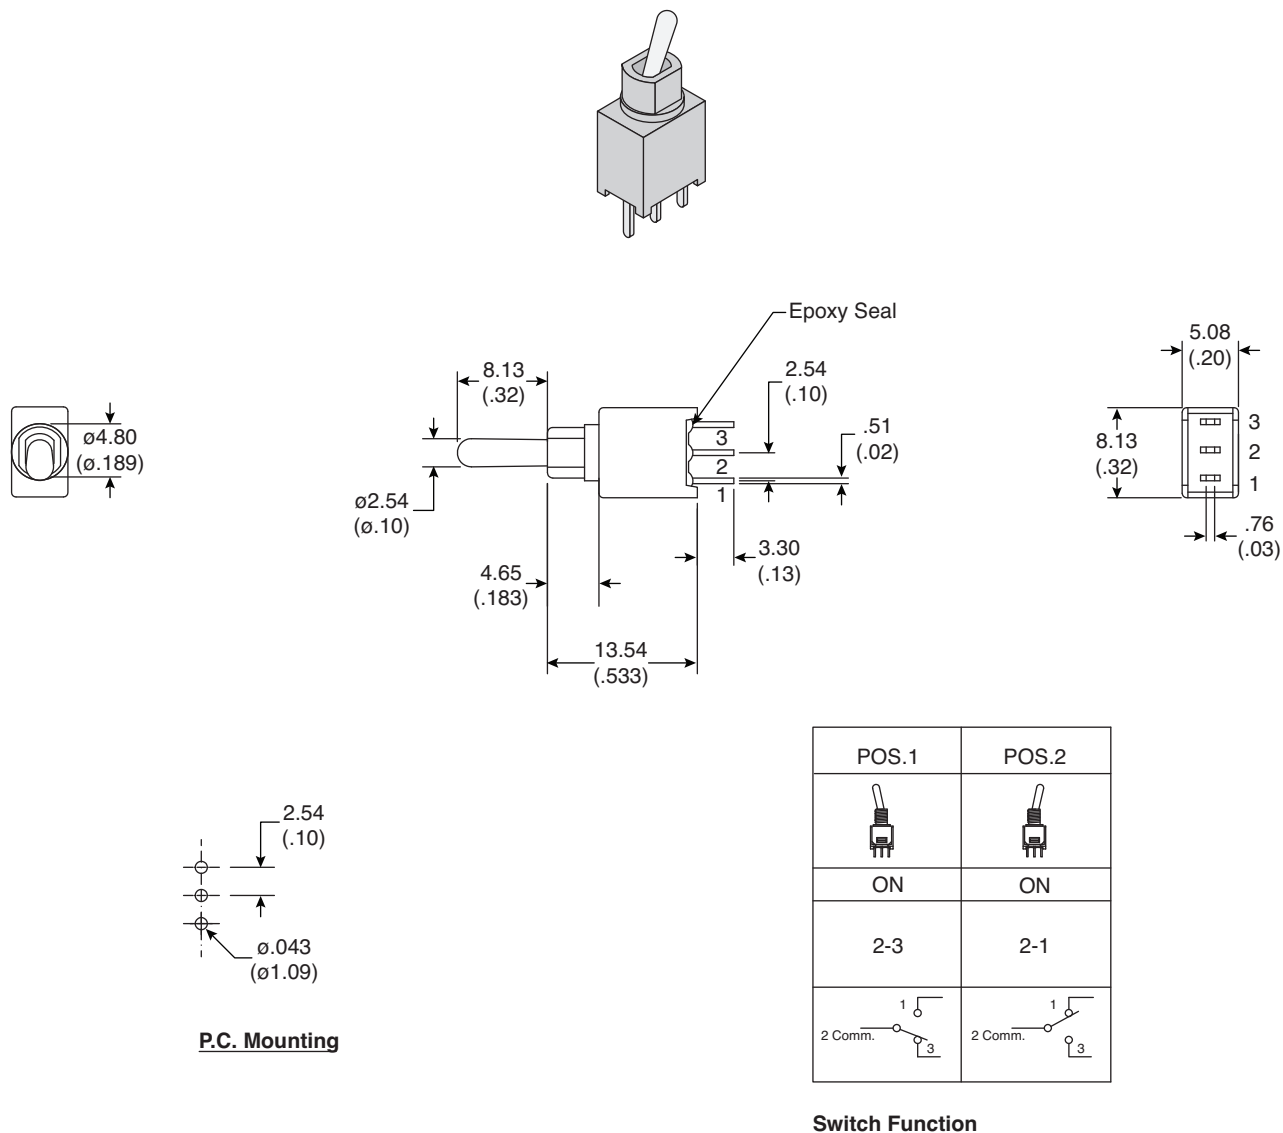 Epoxy Seal
8.13
(.32)
2.54
(.10)
5.08
(.20)
ø4.80
(ø.189)
ø2.54
(ø.10)
3
2
1
.51
(.02)
8.13
(.32)
3
2
1
.76
(.03)
4.65
(.183)
3.30
(.13)
13.54
(.533)
2.54
(.10)
ø.043
(ø1.09)
P.C. Mounting
POS.1 POS.2
ON ON
2-3 2-1
1
2 Comm.
3
1
2 Comm.
3
Switch Function